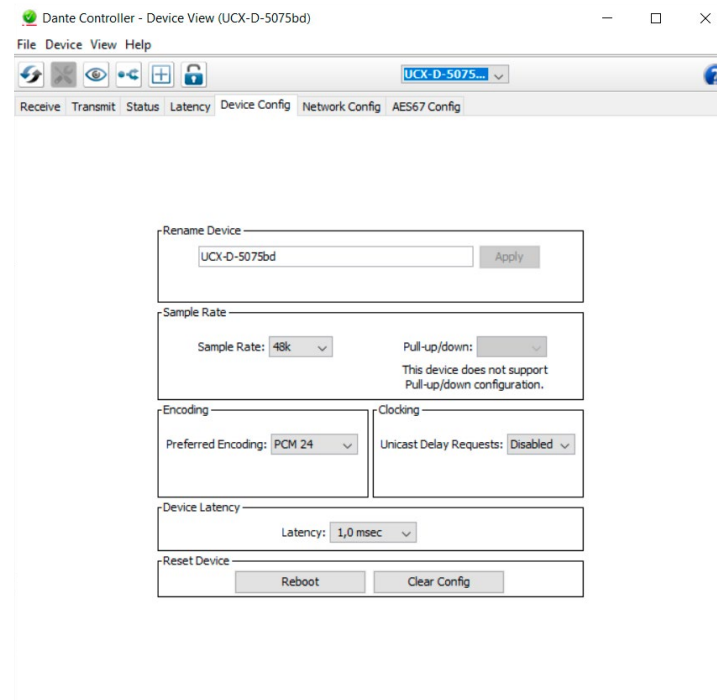 Dante Controller - Device View (UCX-D-5075bd)
File Device View Help
UCX-D-5075...
Receive Transmit Status Latency Device Config Network Config AES67 Config
Rename Device
UCX-D-5075bd Apply
Sample Rate
Sample Rate: 48k Pull-up/down:
This device does not support
Pull-up/down configuration.
Encoding Clocking
Preferred Encoding: PCM 24 Unicast Delay Requests: Disabled
Device Latency
Latency: 1,0 msec
Reset Device
Reboot Clear Config